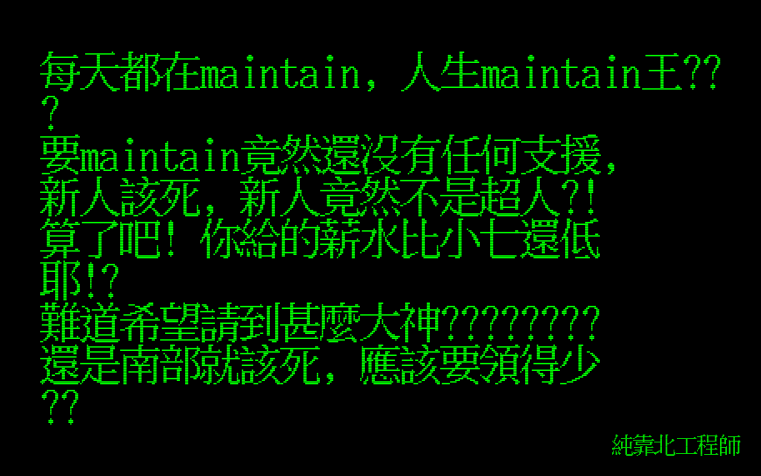 每天都在maintain, 人生maintain王??
?
要maintain竟然還沒有任何支援,
新人該死, 新人竟然不是超人?!
算了吧! 你給的薪水比小七還低
耶!?
難道希望請到甚麼大神????????
還是南部就該死, 應該要領得少
??
純靠北工程師